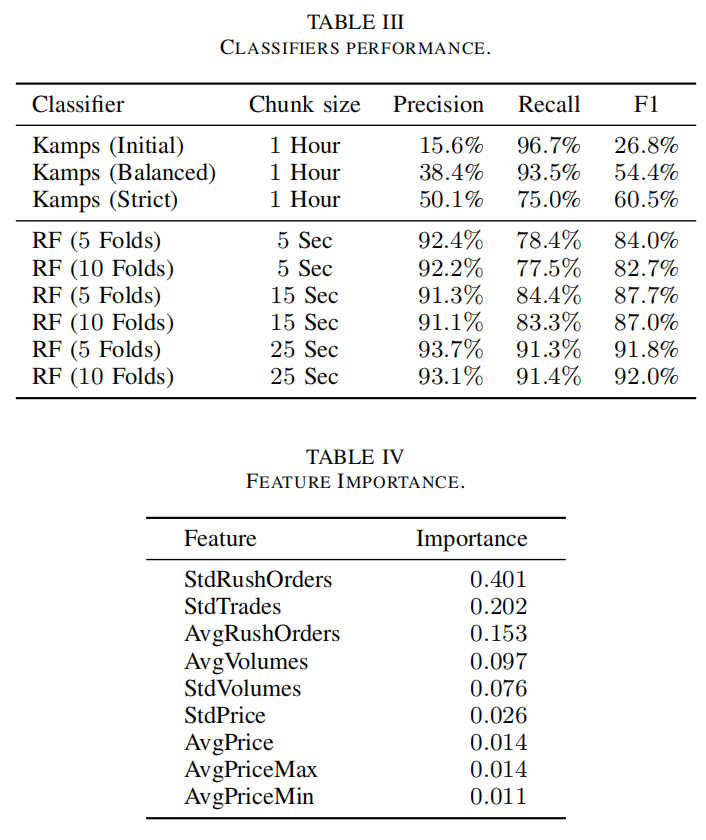 TABLE III
CLASSIFIERS PERFORMANCE.
Classifier Chunk size Precision Recall F1
Kamps (Initial) 1 Hour 15.6% 96.7% 26.8%
Kamps (Balanced) 1 Hour 38.4% 93.5% 54.4%
Kamps (Strict) 1 Hour 50.1% 75.0% 60.5%
RF (5 Folds) 5 Sec 92.4% 78.4% 84.0%
RF (10 Folds) 5 Sec 92.2% 77.5% 82.7%
RF (5 Folds) 15 Sec 91.3% 84.4% 87.7%
RF (10 Folds) 15 Sec 91.1% 83.3% 87.0%
RF (5 Folds) 25 Sec 93.7% 91.3% 91.8%
RF (10 Folds) 25 Sec 93.1% 91.4% 92.0%
TABLE IV
FEATURE IMPORTANCE.
Feature Importance
StdRushOrders 0.401
StdTrades 0.202
AvgRushOrders 0.153
AvgVolumes 0.097
StdVolumes 0.076
StdPrice 0.026
AvgPrice 0.014
AvgPriceMax 0.014
AvgPriceMin 0.011